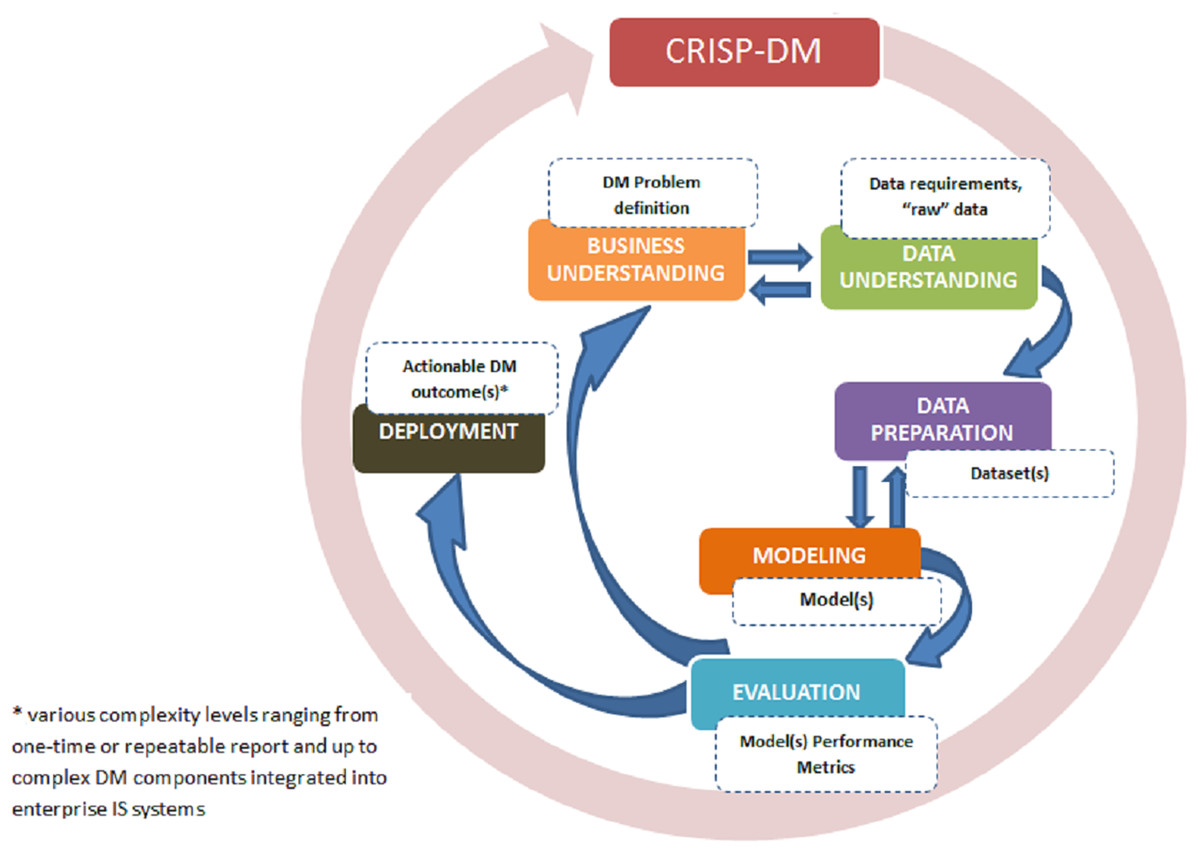 CRISP-DM
DM Problem
definition
BUSINESS
UNDERSTANDING
Data requirements,
“raw” data
DATA
UNDERSTANDING
Actionable DM
outcome(s)*
DEPLOYMENT
DATA
PREPARATION
Dataset(s)
MODELING
Model(s)
EVALUATION
Model(s) Performance
Metrics
* various complexity levels ranging from
one-time or repeatable report and up to
complex DM components integrated into
enterprise IS systems